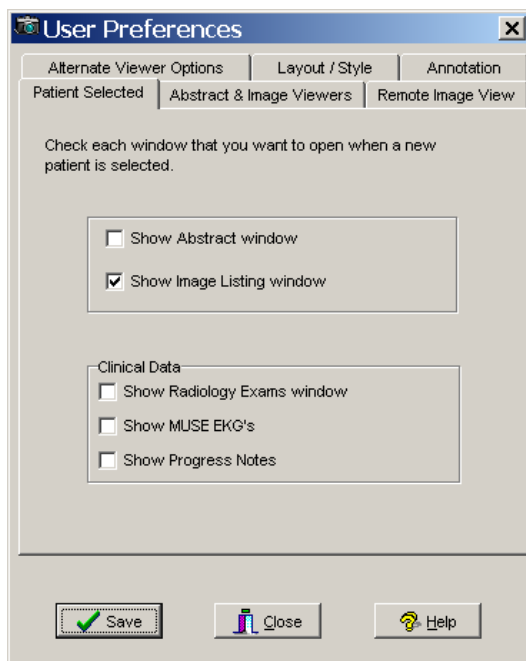 User Preferences
Alternate Viewer Options Layout / Style Annotation
Patient Selected Abstract & Image Viewers Remote Image View
Check each window that you want to open when a new
patient is selected.
Show Abstract window
Show Image Listing window
Clinical Data
Show Radiology Exams window
Show MUSE EKG's
Show Progress Notes
Save Close Help